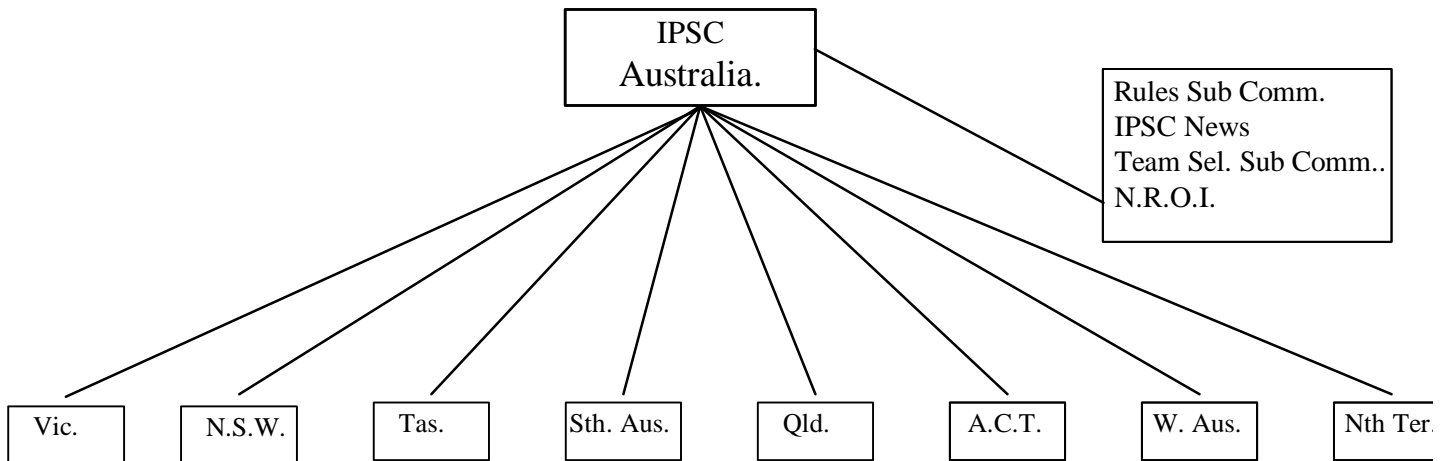 IPSC
Australia.
Rules Sub Comm.
IPSC News
Team Sel. Sub Comm..
N.R.O.I.
Vic.
N.S.W.
Tas.
Sth. Aus.
Qld.
A.C.T.
W. Aus.
Nth Ter.